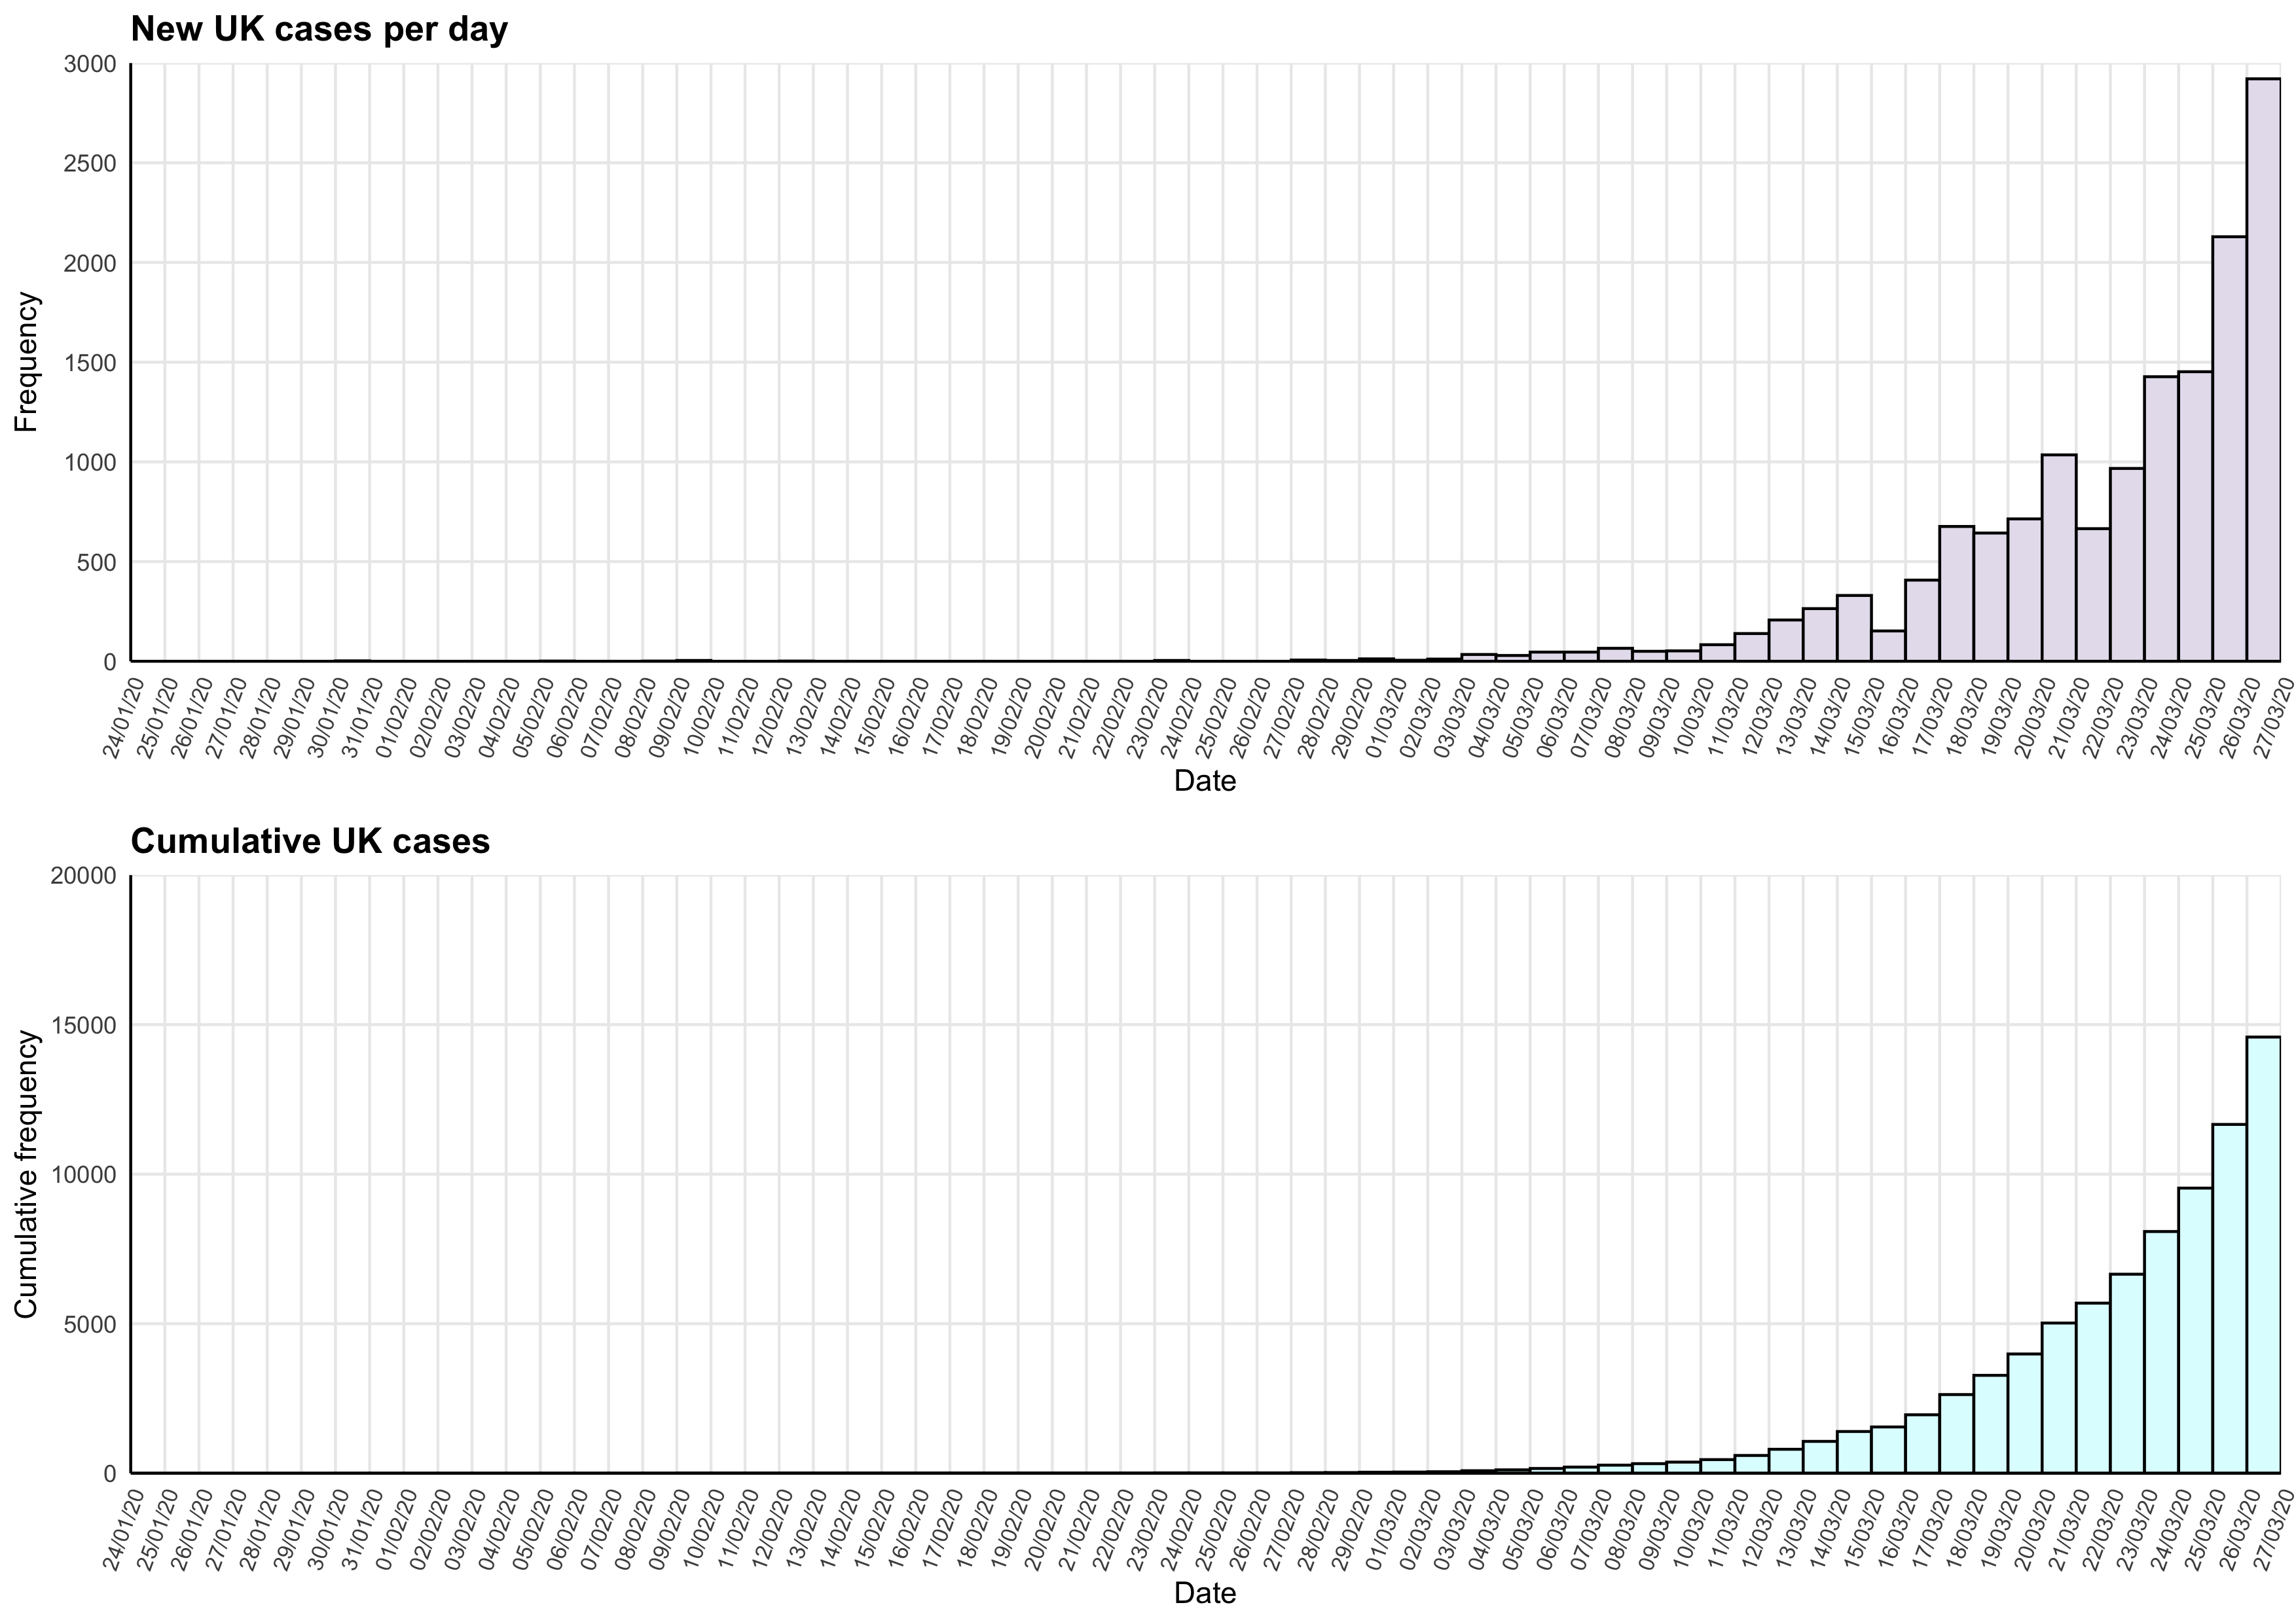 New UK cases per day
3000
2500
2000
1500
1000
500
0
Frequency
24/01/20 25/01/20 26/01/20 27/01/20 28/01/20 29/01/20 30/01/20 31/01/20 01/02/20 02/02/20 03/02/20 04/02/20 05/02/20 06/02/20 07/02/20 08/02/20 09/02/20 10/02/20 11/02/20 12/02/20 13/02/20 14/02/20 15/02/20 16/02/20 17/02/20 18/02/20 19/02/20 20/02/20 21/02/20 22/02/20 23/02/20 24/02/20 25/02/20 26/02/20 27/02/20 28/02/20 29/02/20 01/03/20 02/03/20 03/03/20 04/03/20 05/03/20 06/03/20 07/03/20 08/03/20 09/03/20 10/03/20 11/03/20 12/03/20 13/03/20 14/03/20 15/03/20 16/03/20 17/03/20 18/03/20 19/03/20 20/03/20 21/03/20 22/03/20 23/03/20 24/03/20 25/03/20 26/03/20 27/03/20
Date
Cumulative UK cases
20000
15000
10000
5000
0
Cumulative frequency
24/01/20 25/01/20 26/01/20 27/01/20 28/01/20 29/01/20 30/01/20 31/01/20 01/02/20 02/02/20 03/02/20 04/02/20 05/02/20 06/02/20 07/02/20 08/02/20 09/02/20 10/02/20 11/02/20 12/02/20 13/02/20 14/02/20 15/02/20 16/02/20 17/02/20 18/02/20 19/02/20 20/02/20 21/02/20 22/02/20 23/02/20 24/02/20 25/02/20 26/02/20 27/02/20 28/02/20 29/02/20 01/03/20 02/03/20 03/03/20 04/03/20 05/03/20 06/03/20 07/03/20 08/03/20 09/03/20 10/03/20 11/03/20 12/03/20 13/03/20 14/03/20 15/03/20 16/03/20 17/03/20 18/03/20 19/03/20 20/03/20 21/03/20 22/03/20 23/03/20 24/03/20 25/03/20 26/03/20 27/03/20
Date